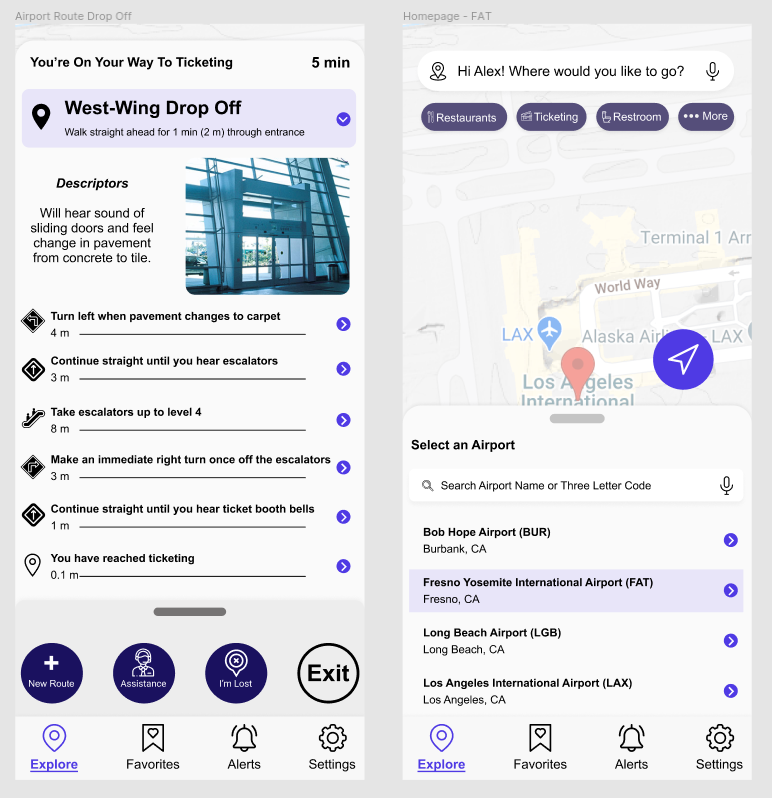 Airport Route Drop Off
You're On Your Way To Ticketing
5 min
West-Wing Drop Off
Walk straight ahead for 1 min (2 m) through entrance
Descriptors
Will hear sound of
sliding doors and feel
change in pavement
from concrete to tile.
Turn left when pavement changes to carpet
4 m
Continue straight until you hear escalators
3 m
Take escalators up to level 4
8 m
Make an immediate right turn once off the escalators
3 m
Continue straight until you hear ticket booth bells
1 m
You have reached ticketing
0.1 m
New Route
Assistance
I'm Lost
Exit
Explore
Favorites
Alerts
Settings
Homepage - FAT
Hi Alex! Where would you like to go?
Restaurants
Ticketing
Restroom
More
Terminal 1 Arr
World Way
LAX
Alaska Airli
LAX
Los Angeles
International
Select an Airport
Search Airport Name or Three Letter Code
Bob Hope Airport (BUR)
Burbank, CA
Fresno Yosemite International Airport (FAT)
Fresno, CA
Long Beach Airport (LGB)
Long Beach, CA
Los Angeles International Airport (LAX)
Los Angeles, CA
Explore
Favorites
Alerts
Settings